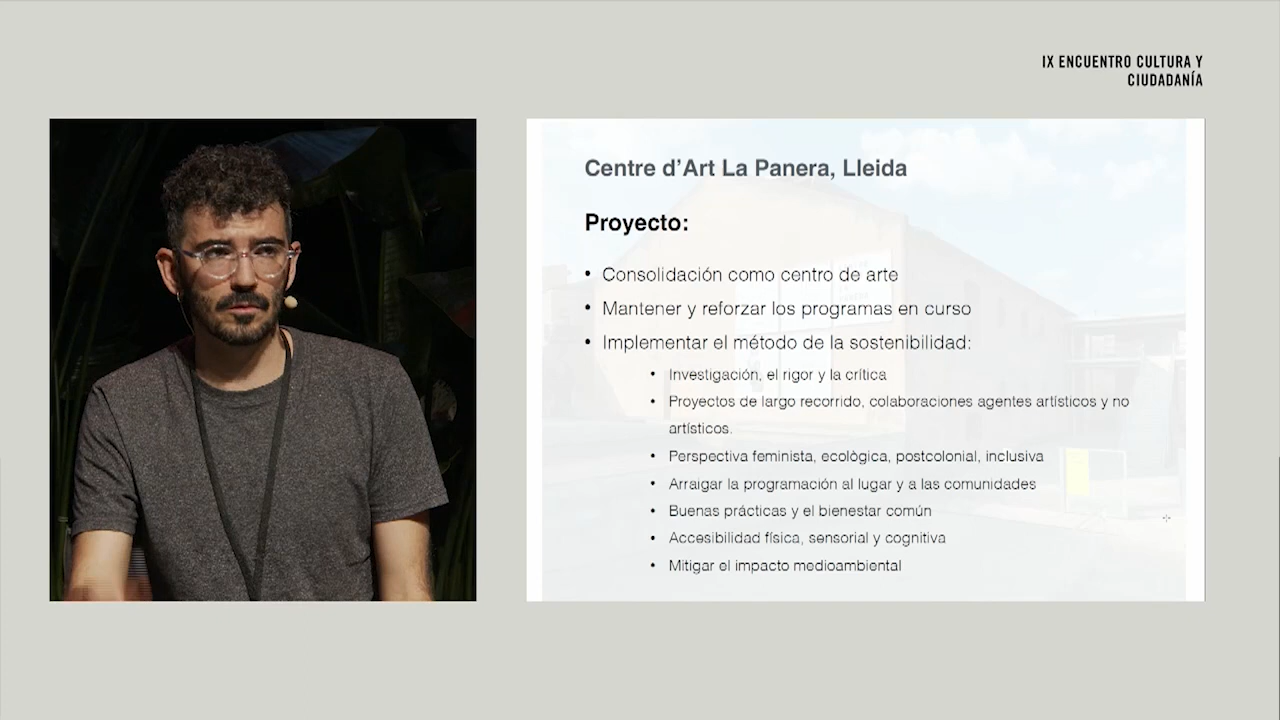 IX ENCUENTRO CULTURA Y
CIUDADANÍA
Centre d’Art La Panera, Lleida
Proyecto:
• Consolidación como centro de arte
• Mantener y reforzar los programas en curso
• Implementar el método de la sostenibilidad:
• Investigación, el rigor y la crítica
• Proyectos de largo recorrido, colaboraciones agentes artísticos y no
artísticos.
• Perspectiva feminista, ecològica, postcolonial, inclusiva
• Arraigar la programación al lugar y a las comunidades
• Buenas prácticas y el bienestar común
• Accesibilidad física, sensorial y cognitiva
• Mitigar el impacto medioambiental